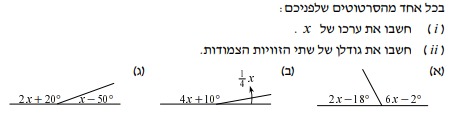 בכל אחד מהסרטוטים שלפניכם:
(i) חשבו את ערכו של x .
(ii) חשבו את גודלן של שתי הזוויות הצמודות.
(א)
2x−18° 6x−2°
(ב)
4x+10° ¼x
(ג)
2x+20° x−50°